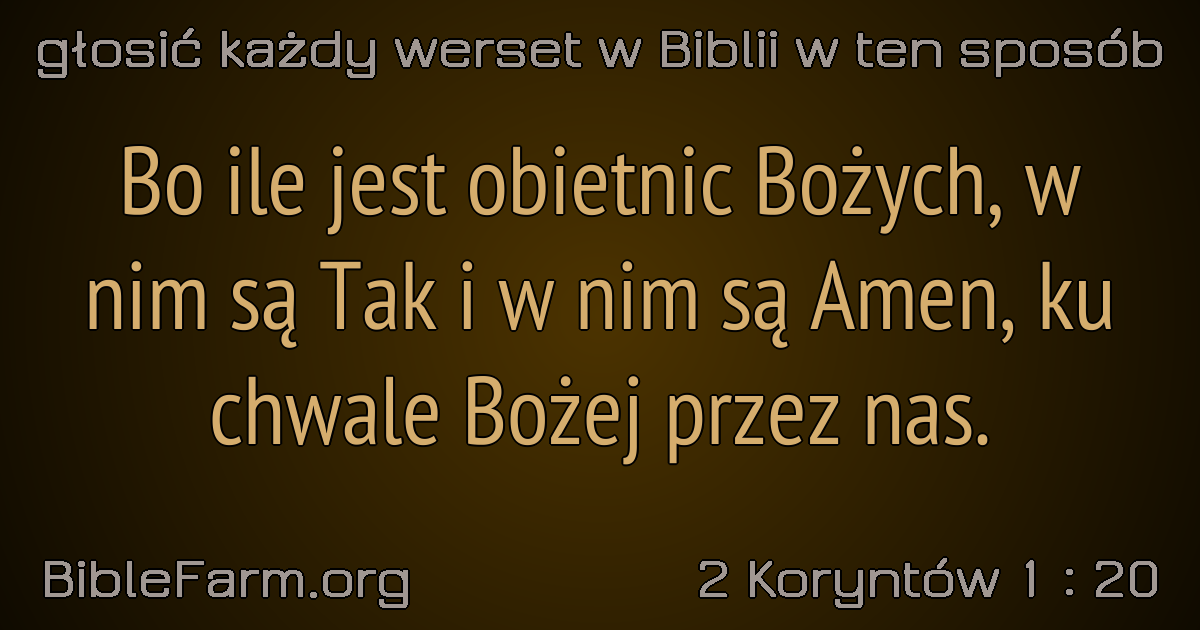 głosić każdy werset w Biblii w ten sposób
Bo ile jest obietnic Bożych, w
nim są Tak i w nim są Amen, ku
chwale Bożej przez nas.
BibleFarm.org
2 Koryntów 1 : 20